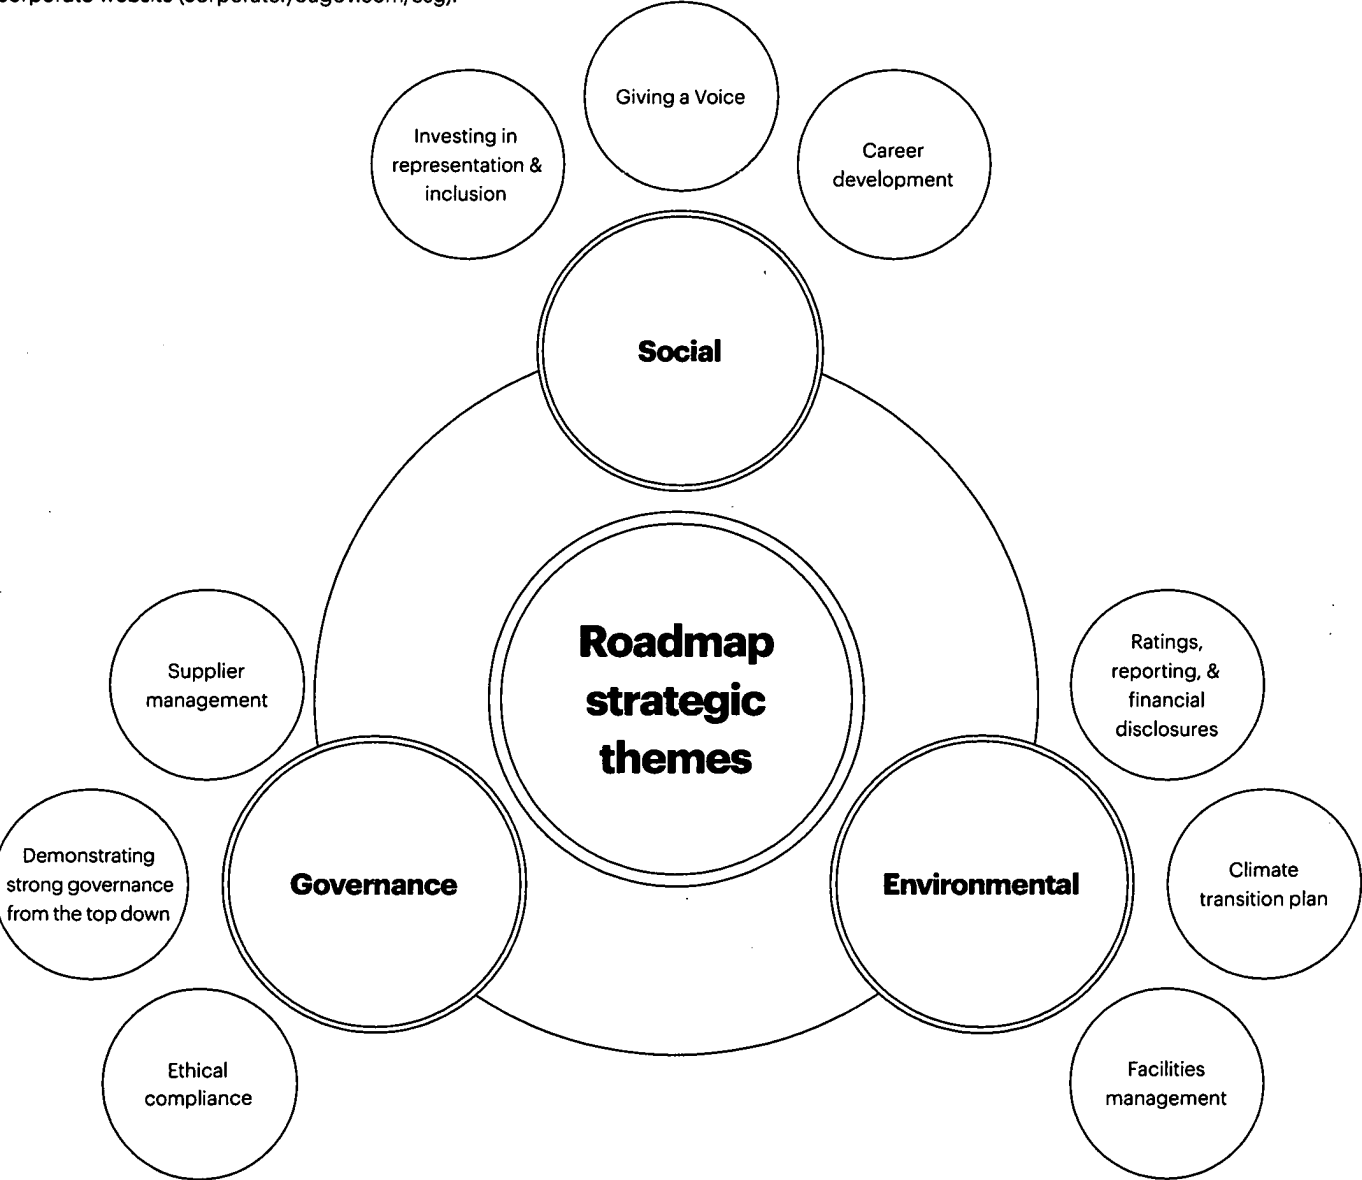 Giving a Voice
Investing in
representation &
inclusion
Career
development
Social
Roadmap
strategic
themes
Supplier
management
Ratings,
reporting, &
financial
disclosures
Demonstrating
strong governance
from the top down
Governance
Environmental
Climate
transition plan
Ethical
compliance
Facilities
management